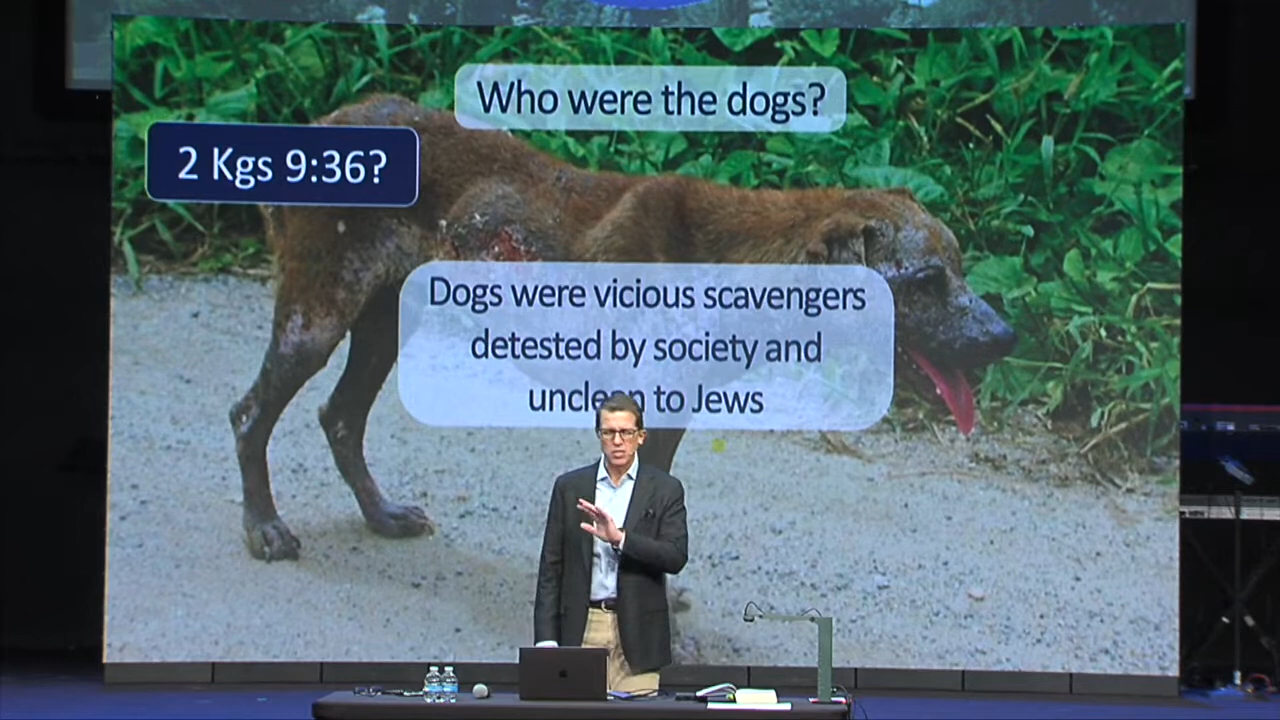 Who were the dogs?
2 Kgs 9:36?
Dogs were vicious scavengers
detested by society and
unclean to Jews